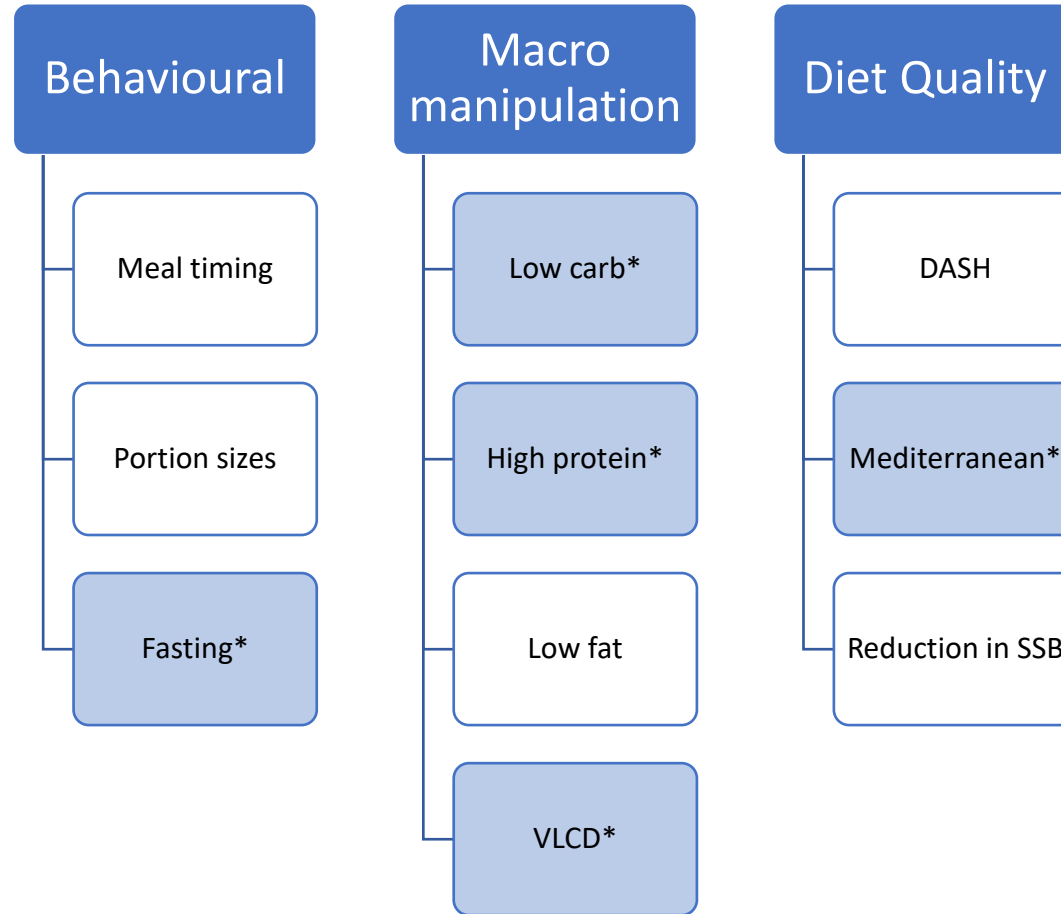 Behavioural
Meal timing
Portion sizes
Fasting*
Macro
manipulation
Low carb*
High protein*
Low fat
VLCD*
Diet Quality
DASH
Mediterranean*
Reduction in SSB